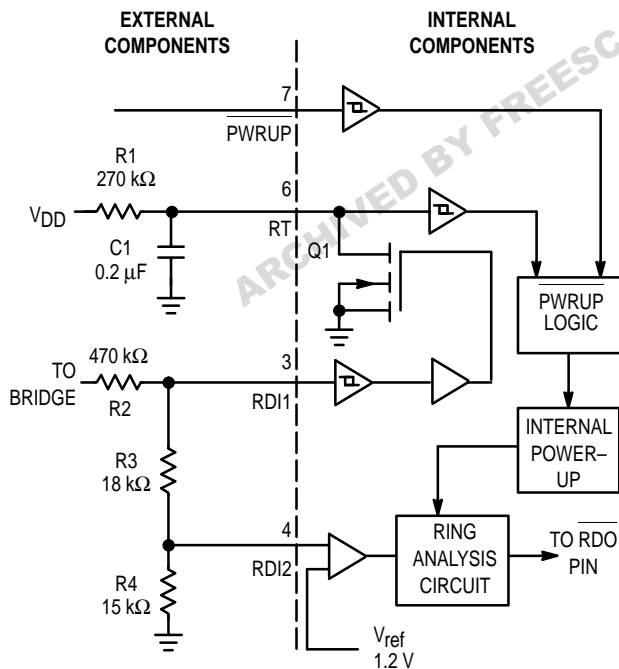 EXTERNAL
COMPONENTS
INTERNAL
COMPONENTS
7
PWRUP
R1
270 kΩ
6
VDD
RT
C1
0.2 µF
Q1
PWRUP
LOGIC
470 kΩ
TO
BRIDGE
R2
3
RDI1
INTERNAL
POWER–
UP
R3
18 kΩ
4
RDI2
RING
ANALYSIS
CIRCUIT
TO RDO
PIN
R4
15 kΩ
Vref
1.2 V
ARCHIVED BY FREESC